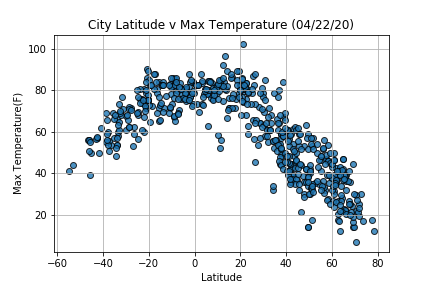 City Latitude v Max Temperature (04/22/20)
Max Temperature(F)
100
80
60
40
20
−60 −40 −20 0 20 40 60 80
Latitude